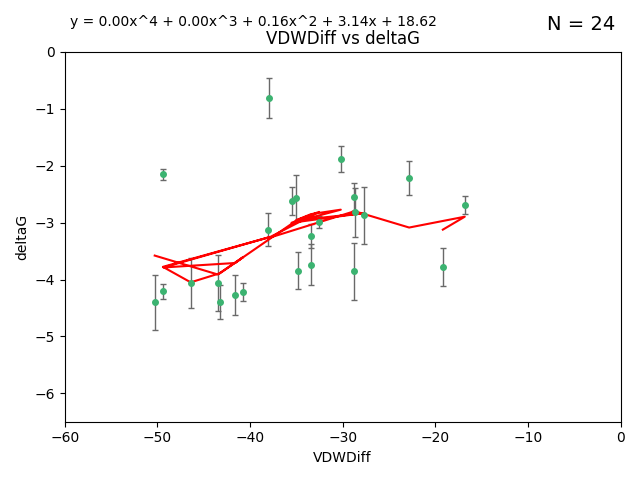 y = 0.00x^4 + 0.00x^3 + 0.16x^2 + 3.14x + 18.62
N = 24
VDWDiff vs deltaG
0
−1
−2
−3
−4
−5
−6
deltaG
−60 −50 −40 −30 −20 −10 0
VDWDiff